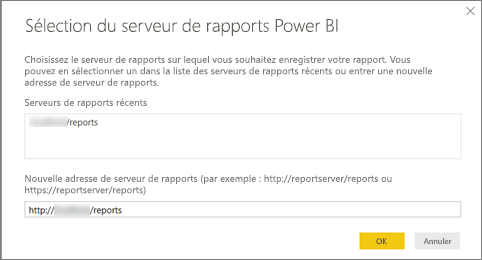 Sélection du serveur de rapports Power BI
Choisissez le serveur de rapports sur lequel vous souhaitez enregistrer votre rapport. Vous
pouvez en sélectionner un dans la liste des serveurs de rapports récents ou entrer une nouvelle
adresse de serveur de rapports.
Serveurs de rapports récents
/reports
Nouvelle adresse de serveur de rapports (par exemple : http://reportserver/reports ou
https://reportserver/reports)
http:// /reports
OK Annuler